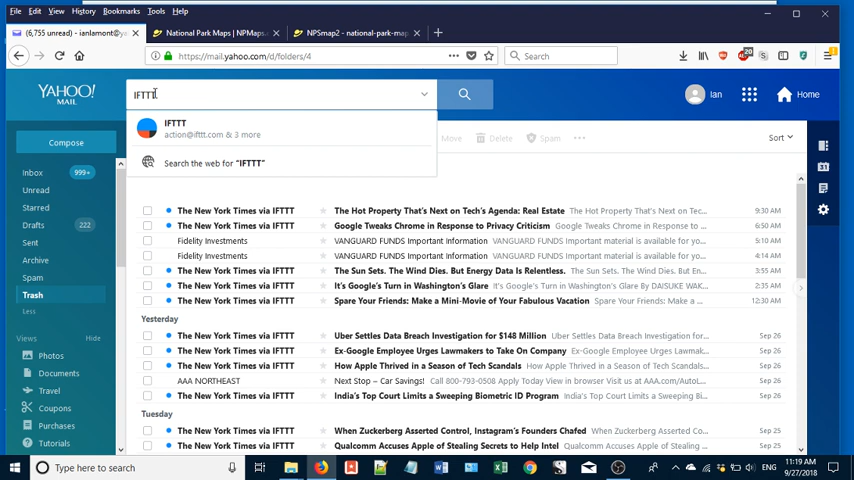 File Edit View History Bookmarks Tools Help
(6,755 unread) - ianlamont@ya
National Park Maps | NPMaps.c
NPSmap2 - national-park-map.
https://mail.yahoo.com/d/folders/4
Search
YAHOO!
MAIL
IFTTT
Ian
Home
IFTTT
action@ifttt.com & 3 more
Search the web for "IFTTT"
Compose
Move
Delete
Spam
Sort
Inbox 999+
Unread
Starred
Drafts 222
Sent
Archive
Spam
Trash
Less
Views Hide
Photos
Documents
Travel
Coupons
Purchases
Tutorials
The New York Times via IFTTT The Hot Property That's Next on Tech's Agenda: Real Estate The Hot Property That's Next on Tec... 9:30 AM
The New York Times via IFTTT Google Tweaks Chrome in Response to Privacy Criticism Google Tweaks Chrome in Response to ... 6:50 AM
Fidelity Investments VANGUARD FUNDS Important Information VANGUARD FUNDS Important material is available for yo... 5:10 AM
Fidelity Investments VANGUARD FUNDS Important Information VANGUARD FUNDS Important material is available for yo... 4:14 AM
The New York Times via IFTTT The Sun Sets. The Wind Dies. But Energy Data Is Relentless. The Sun Sets. The Wind Dies. But En... 3:55 AM
The New York Times via IFTTT It's Google's Turn in Washington's Glare It's Google's Turn in Washington's Glare By DAISUKE WAK... 2:35 AM
The New York Times via IFTTT Spare Your Friends: Make a Mini-Movie of Your Fabulous Vacation Spare Your Friends: Make a ... 12:30 AM
Yesterday
The New York Times via IFTTT Uber Settles Data Breach Investigation for $148 Million Uber Settles Data Breach Investigation for $... Sep 26
The New York Times via IFTTT Ex-Google Employee Urges Lawmakers to Take On Company Ex-Google Employee Urges Lawmak... Sep 26
The New York Times via IFTTT How Apple Thrived in a Season of Tech Scandals How Apple Thrived in a Season of Tech Scandals ... Sep 26
AAA NORTHEAST Next Stop – Car Savings! Call 800-793-0508 Apply Today View in browser Visit us at AAA.com/AutoL... Sep 26
The New York Times via IFTTT India's Top Court Limits a Sweeping Biometric ID Program India's Top Court Limits a Sweeping Biome... Sep 26
Tuesday
The New York Times via IFTTT When Zuckerberg Asserted Control, Instagram's Founders Chafed When Zuckerberg Asserted Co... Sep 25
The New York Times via IFTTT Qualcomm Accuses Apple of Stealing Secrets to Help Intel Qualcomm Accuses Apple of Stealing Secr... Sep 25
Type here to search
ENG
11:19 AM
9/27/2018